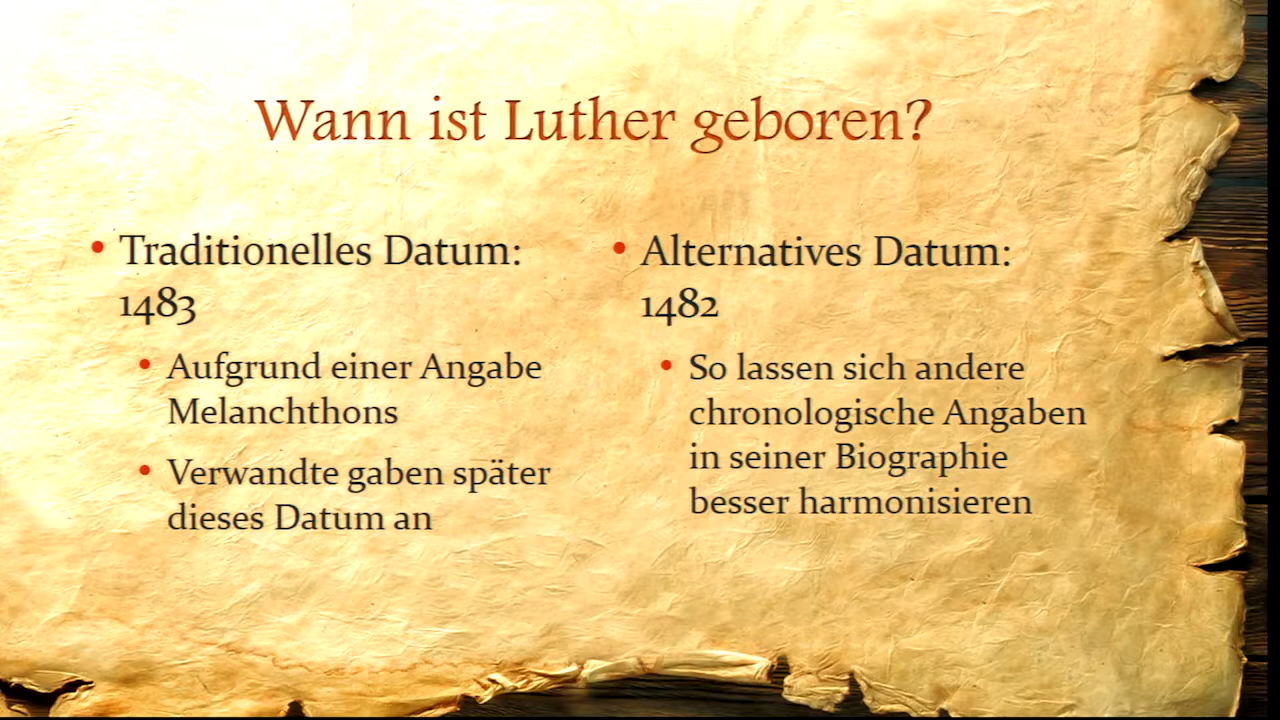 Wann ist Luther geboren?
• Traditionelles Datum:
1483
• Aufgrund einer Angabe
Melanchthons
• Verwandte gaben später
dieses Datum an
• Alternatives Datum:
1482
• So lassen sich andere
chronologische Angaben
in seiner Biographie
besser harmonisieren